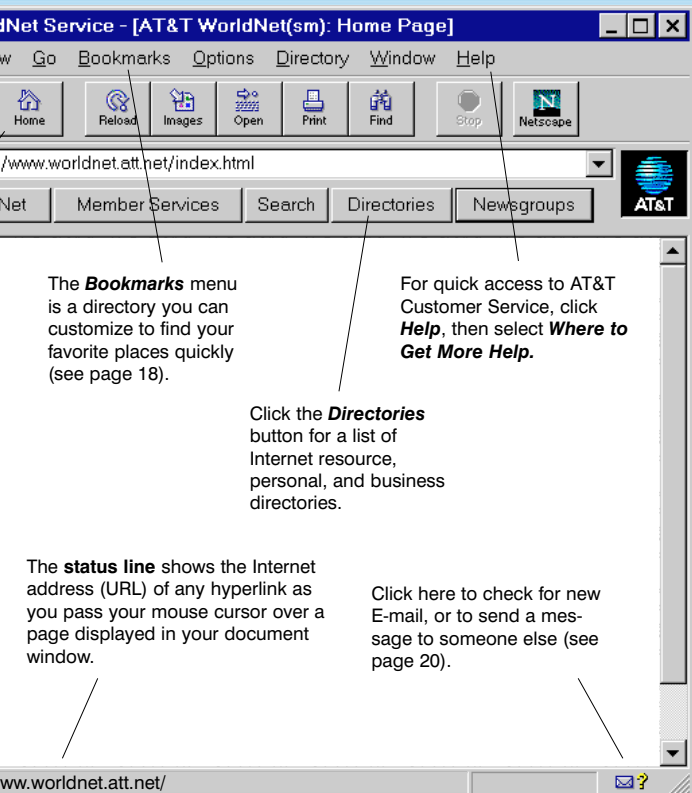 dNet Service - [AT&T WorldNet(sm): Home Page]
w Go Bookmarks Options Directory Window Help
Home Reload Images Open Print Find Stop Netscape
N
/www.worldnet.att.net/index.html
Net Member Services Search Directories Newsgroups
AT&T
The Bookmarks menu
is a directory you can
customize to find your
favorite places quickly
(see page 18).
For quick access to AT&T
Customer Service, click
Help, then select Where to
Get More Help.
Click the Directories
button for a list of
Internet resource,
personal, and business
directories.
The status line shows the Internet
address (URL) of any hyperlink as
you pass your mouse cursor over a
page displayed in your document
window.
Click here to check for new
E-mail, or to send a mes-
sage to someone else (see
page 20).
ww.worldnet.att.net/
?